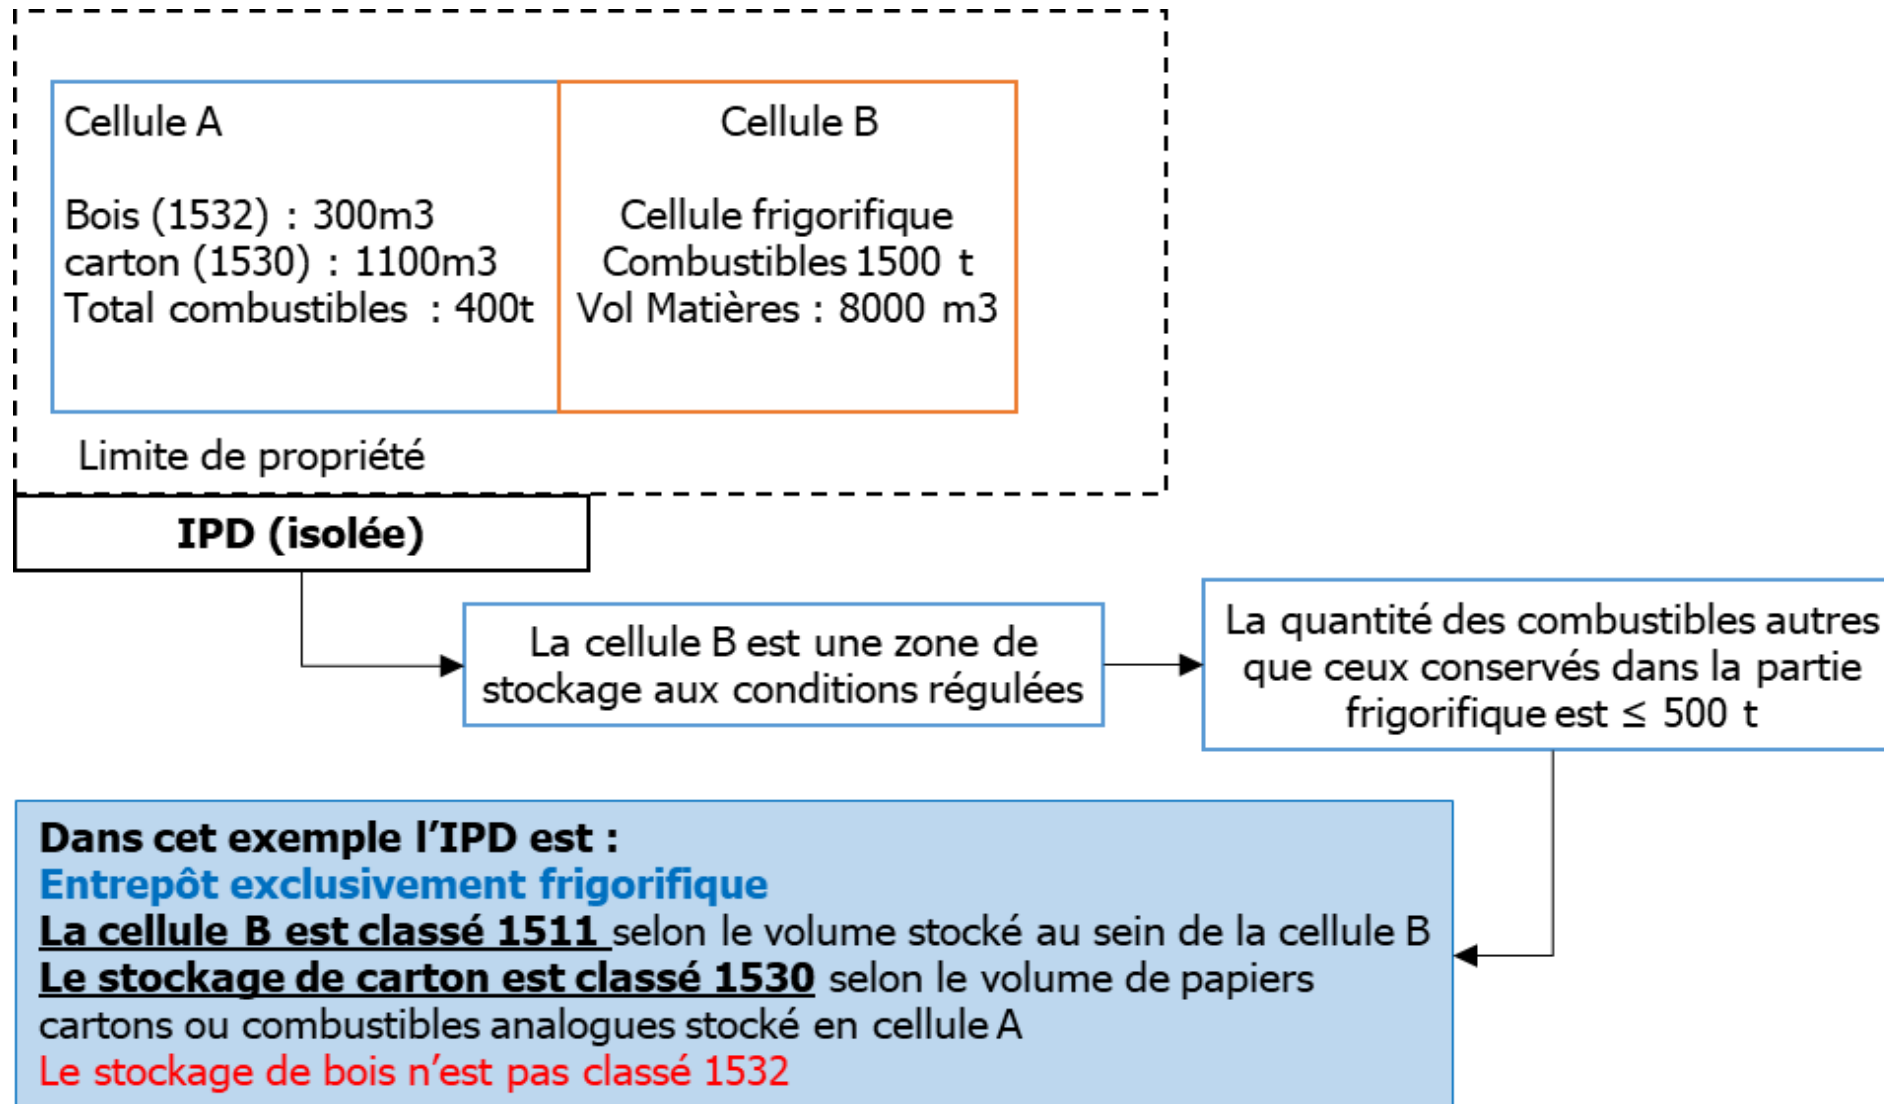 Cellule A
Bois (1532) : 300m3
carton (1530) : 1100m3
Total combustibles : 400t
Cellule B
Cellule frigorifique
Combustibles 1500 t
Vol Matières : 8000 m3
Limite de propriété
IPD (isolée)
La cellule B est une zone de
stockage aux conditions régulées
La quantité des combustibles autres
que ceux conservés dans la partie
frigorifique est ≤ 500 t
Dans cet exemple l’IPD est :
Entrepôt exclusivement frigorifique
La cellule B est classé 1511 selon le volume stocké au sein de la cellule B
Le stockage de carton est classé 1530 selon le volume de papiers
cartons ou combustibles analogues stocké en cellule A
Le stockage de bois n’est pas classé 1532